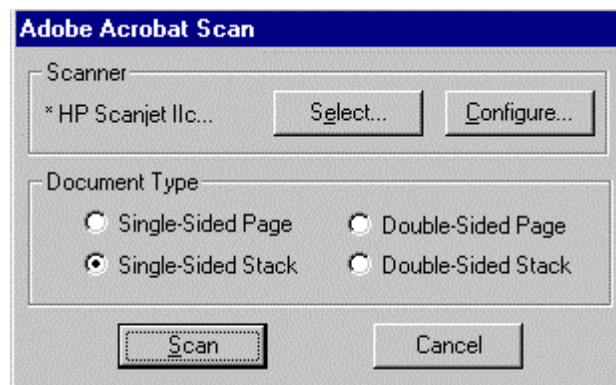 Adobe Acrobat Scan
Scanner
* HP Scanjet IIc... Select... Configure...
Document Type
Single-Sided Page Double-Sided Page
Single-Sided Stack Double-Sided Stack
Scan Cancel